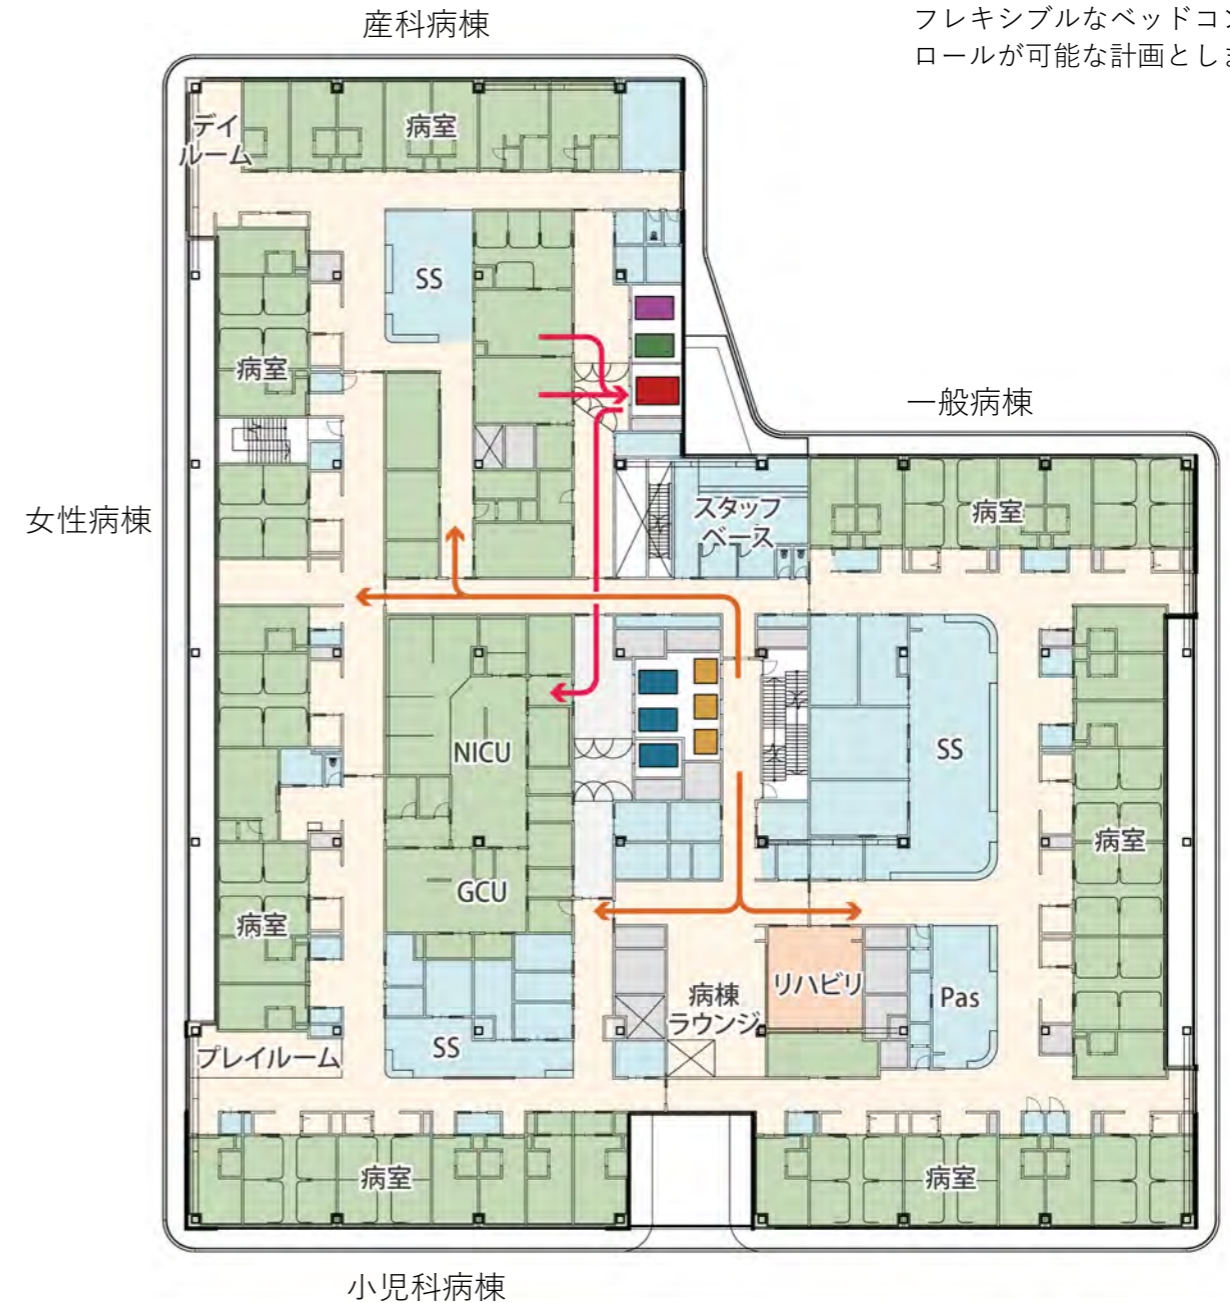 産科病棟
フレキシブルなベッドコン
ロールが可能な計画としま
デイ
ルーム
病室
SS
病室
一般病棟
女性病棟
スタッフ
ベース
病室
NICU
SS
病室
GCU
病室
リハビリ
病棟
ラウンジ
Pas
SS
プレイルーム
病室
病室
小児科病棟